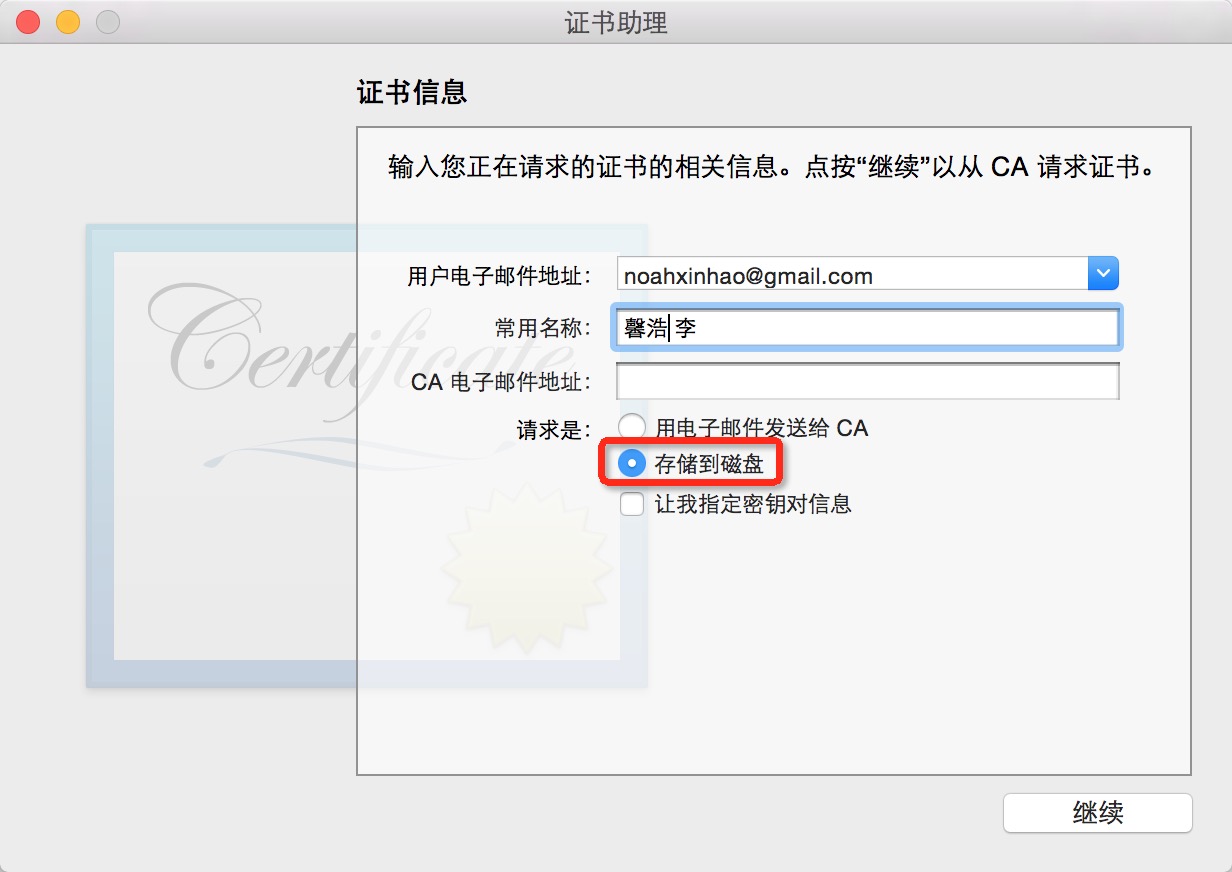 证书助理
证书信息
输入您正在请求的证书的相关信息。点按“继续”以从 CA 请求证书。
Certificate
用户电子邮件地址： noahxinhao@gmail.com
常用名称： 馨浩 李
CA 电子邮件地址：
请求是： 用电子邮件发送给 CA
存储到磁盘
让我指定密钥对信息
继续